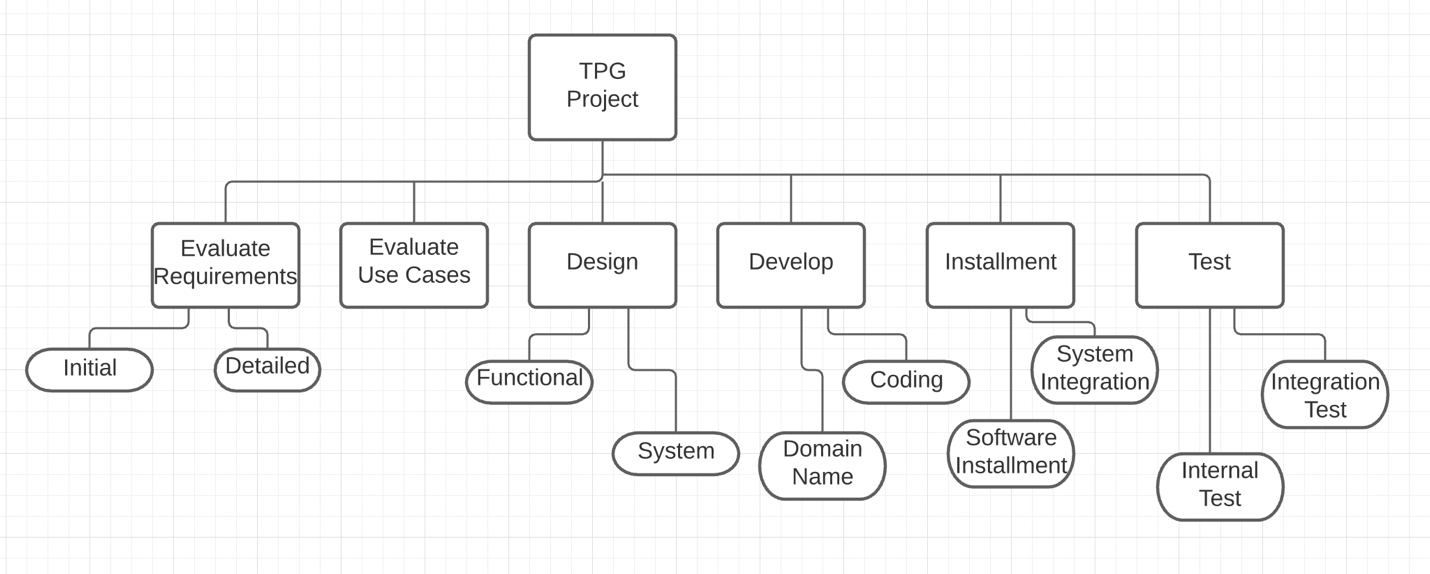 TPG
Project
Evaluate
Requirements
Evaluate
Use Cases
Design
Develop
Installment
Test
Initial
Detailed
Functional
System
Domain
Name
Coding
Software
Installment
System
Integration
Internal
Test
Integration
Test